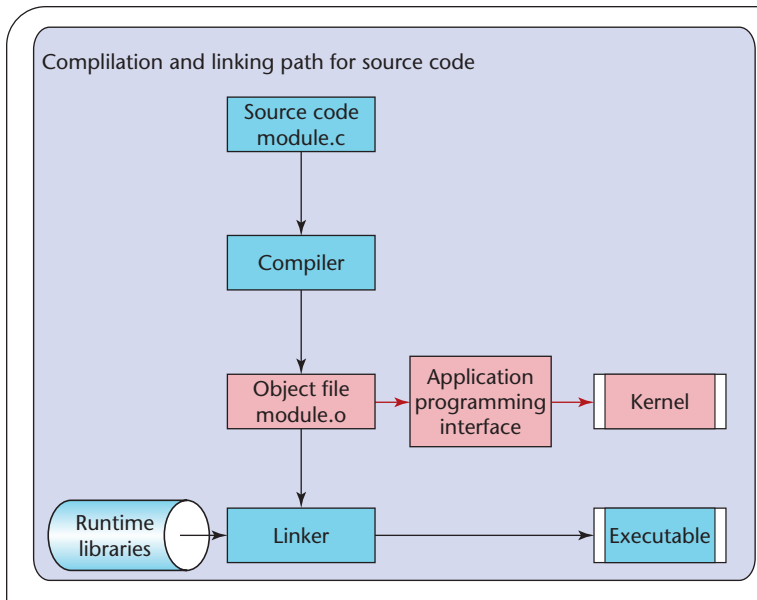 Complilation and linking path for source code
Source code
module.c
Compiler
Object file
module.o
Application
programming
interface
Kernel
Runtime
libraries
Linker
Executable